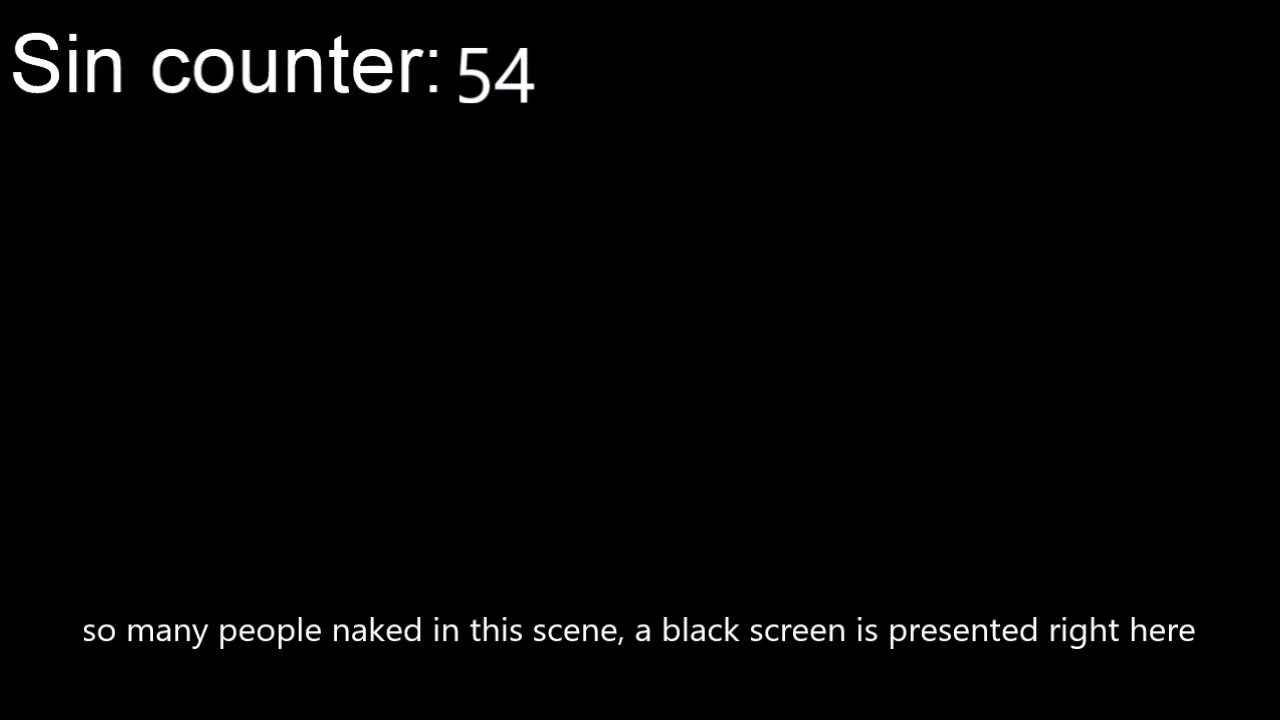 Sin counter: 54
so many people naked in this scene, a black screen is presented right here